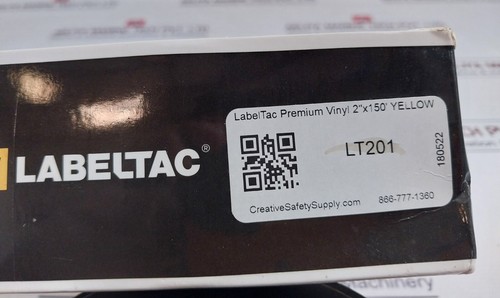 LABELTAC®
LabelTac Premium Vinyl 2"x150' YELLOW
LT201
180522
CreativeSafetySupply.com 866-777-1360